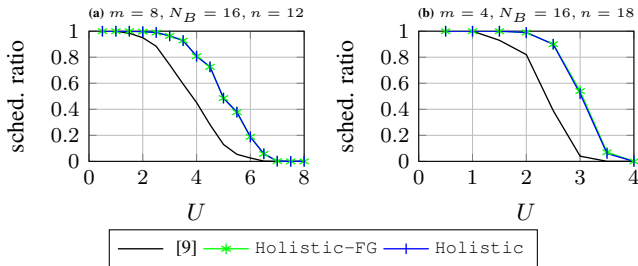 (a) m = 8, N_B = 16, n = 12
(b) m = 4, N_B = 16, n = 18
sched. ratio
1
0.8
0.6
0.4
0.2
0
0 2 4 6 8
U
sched. ratio
1
0.8
0.6
0.4
0.2
0
0 1 2 3 4
U
[9] Holistic-FG Holistic